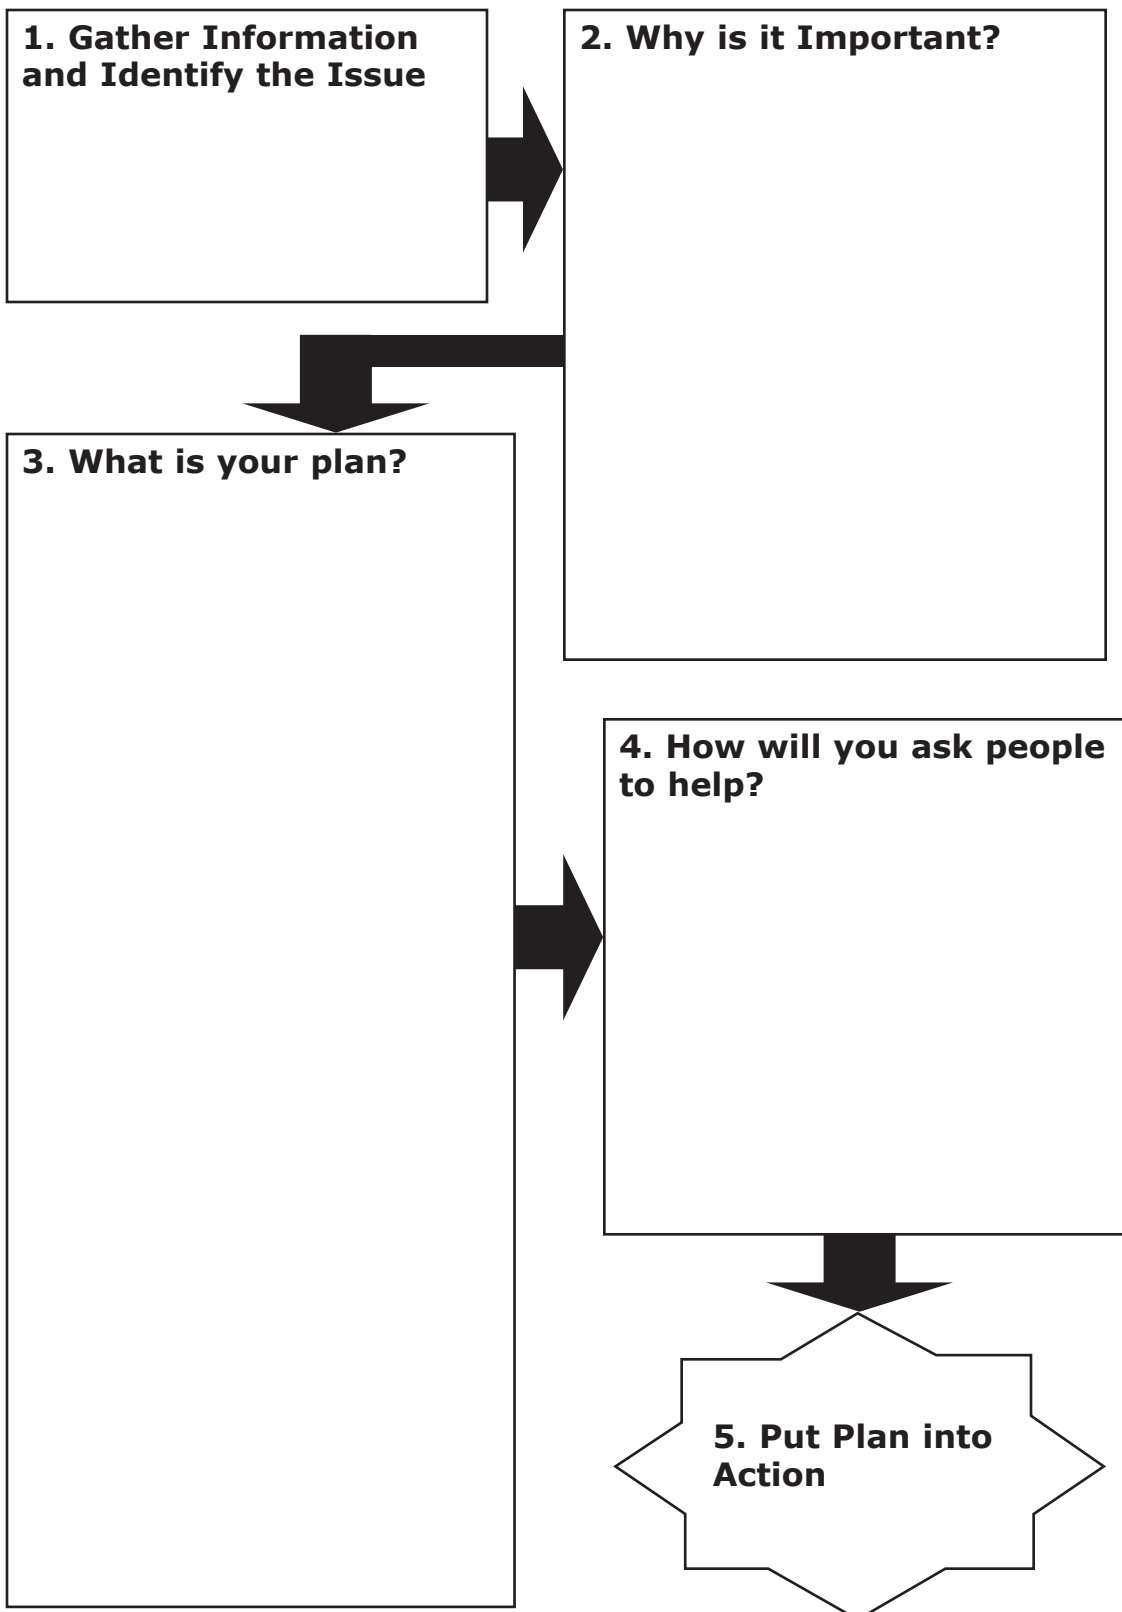 1. Gather Information
and Identify the Issue
2. Why is it Important?
3. What is your plan?
4. How will you ask people
to help?
5. Put Plan into
Action